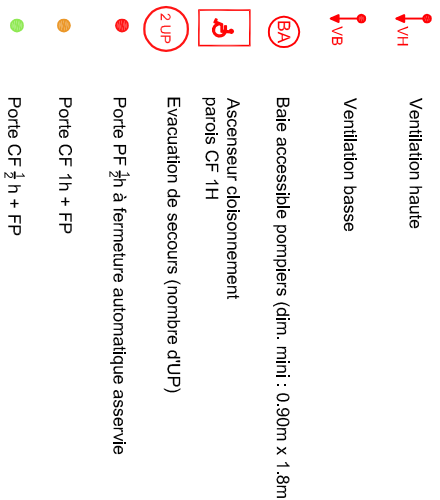 VH Ventilation haute
VB Ventilation basse
BA Baie accessible pompiers (dim. mini : 0.90m x 1.8m
Ascenseur cloisonnement
parois CF 1H
2 UP Evacuation de secours (nombre d'UP)
Porte PF ½h à fermeture automatique asservie
Porte CF 1h + FP
Porte CF ½ h + FP